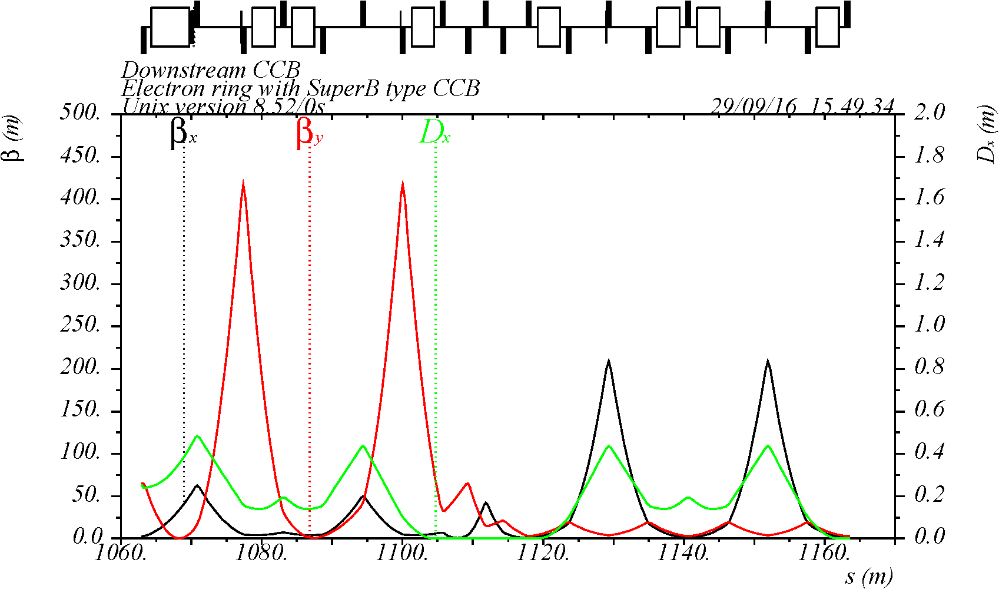 Downstream CCB
Electron ring with SuperB type CCB
Unix version 8.52/0s 29/09/16 15.49.34
β (m)
Dx (m)
βx βy Dx
500. 2.0
450. 1.8
400. 1.6
350. 1.4
300. 1.2
250. 1.0
200. 0.8
150. 0.6
100. 0.4
50. 0.2
0.0 0.0
1060. 1080. 1100. 1120. 1140. 1160.
s (m)